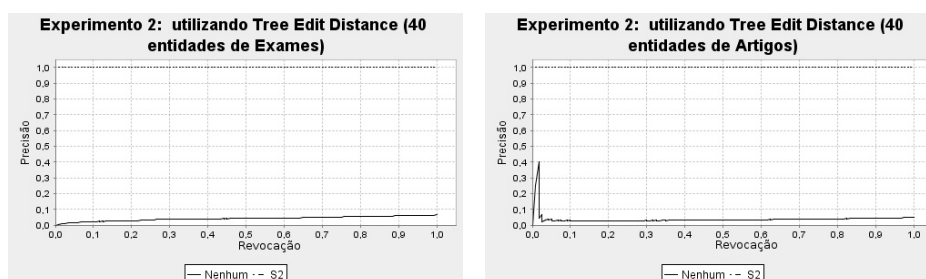 Experimento 2: utilizando Tree Edit Distance (40
entidades de Exames)
1,0
0,9
0,8
0,7
0,6
0,5
0,4
0,3
0,2
0,1
0,0
Precisão
0,0 0,1 0,2 0,3 0,4 0,5 0,6 0,7 0,8 0,9 1,0
Revocação
— Nenhum - – S2
Experimento 2: utilizando Tree Edit Distance (40
entidades de Artigos)
1,0
0,9
0,8
0,7
0,6
0,5
0,4
0,3
0,2
0,1
0,0
Precisão
0,0 0,1 0,2 0,3 0,4 0,5 0,6 0,7 0,8 0,9 1,0
Revocação
— Nenhum - – S2